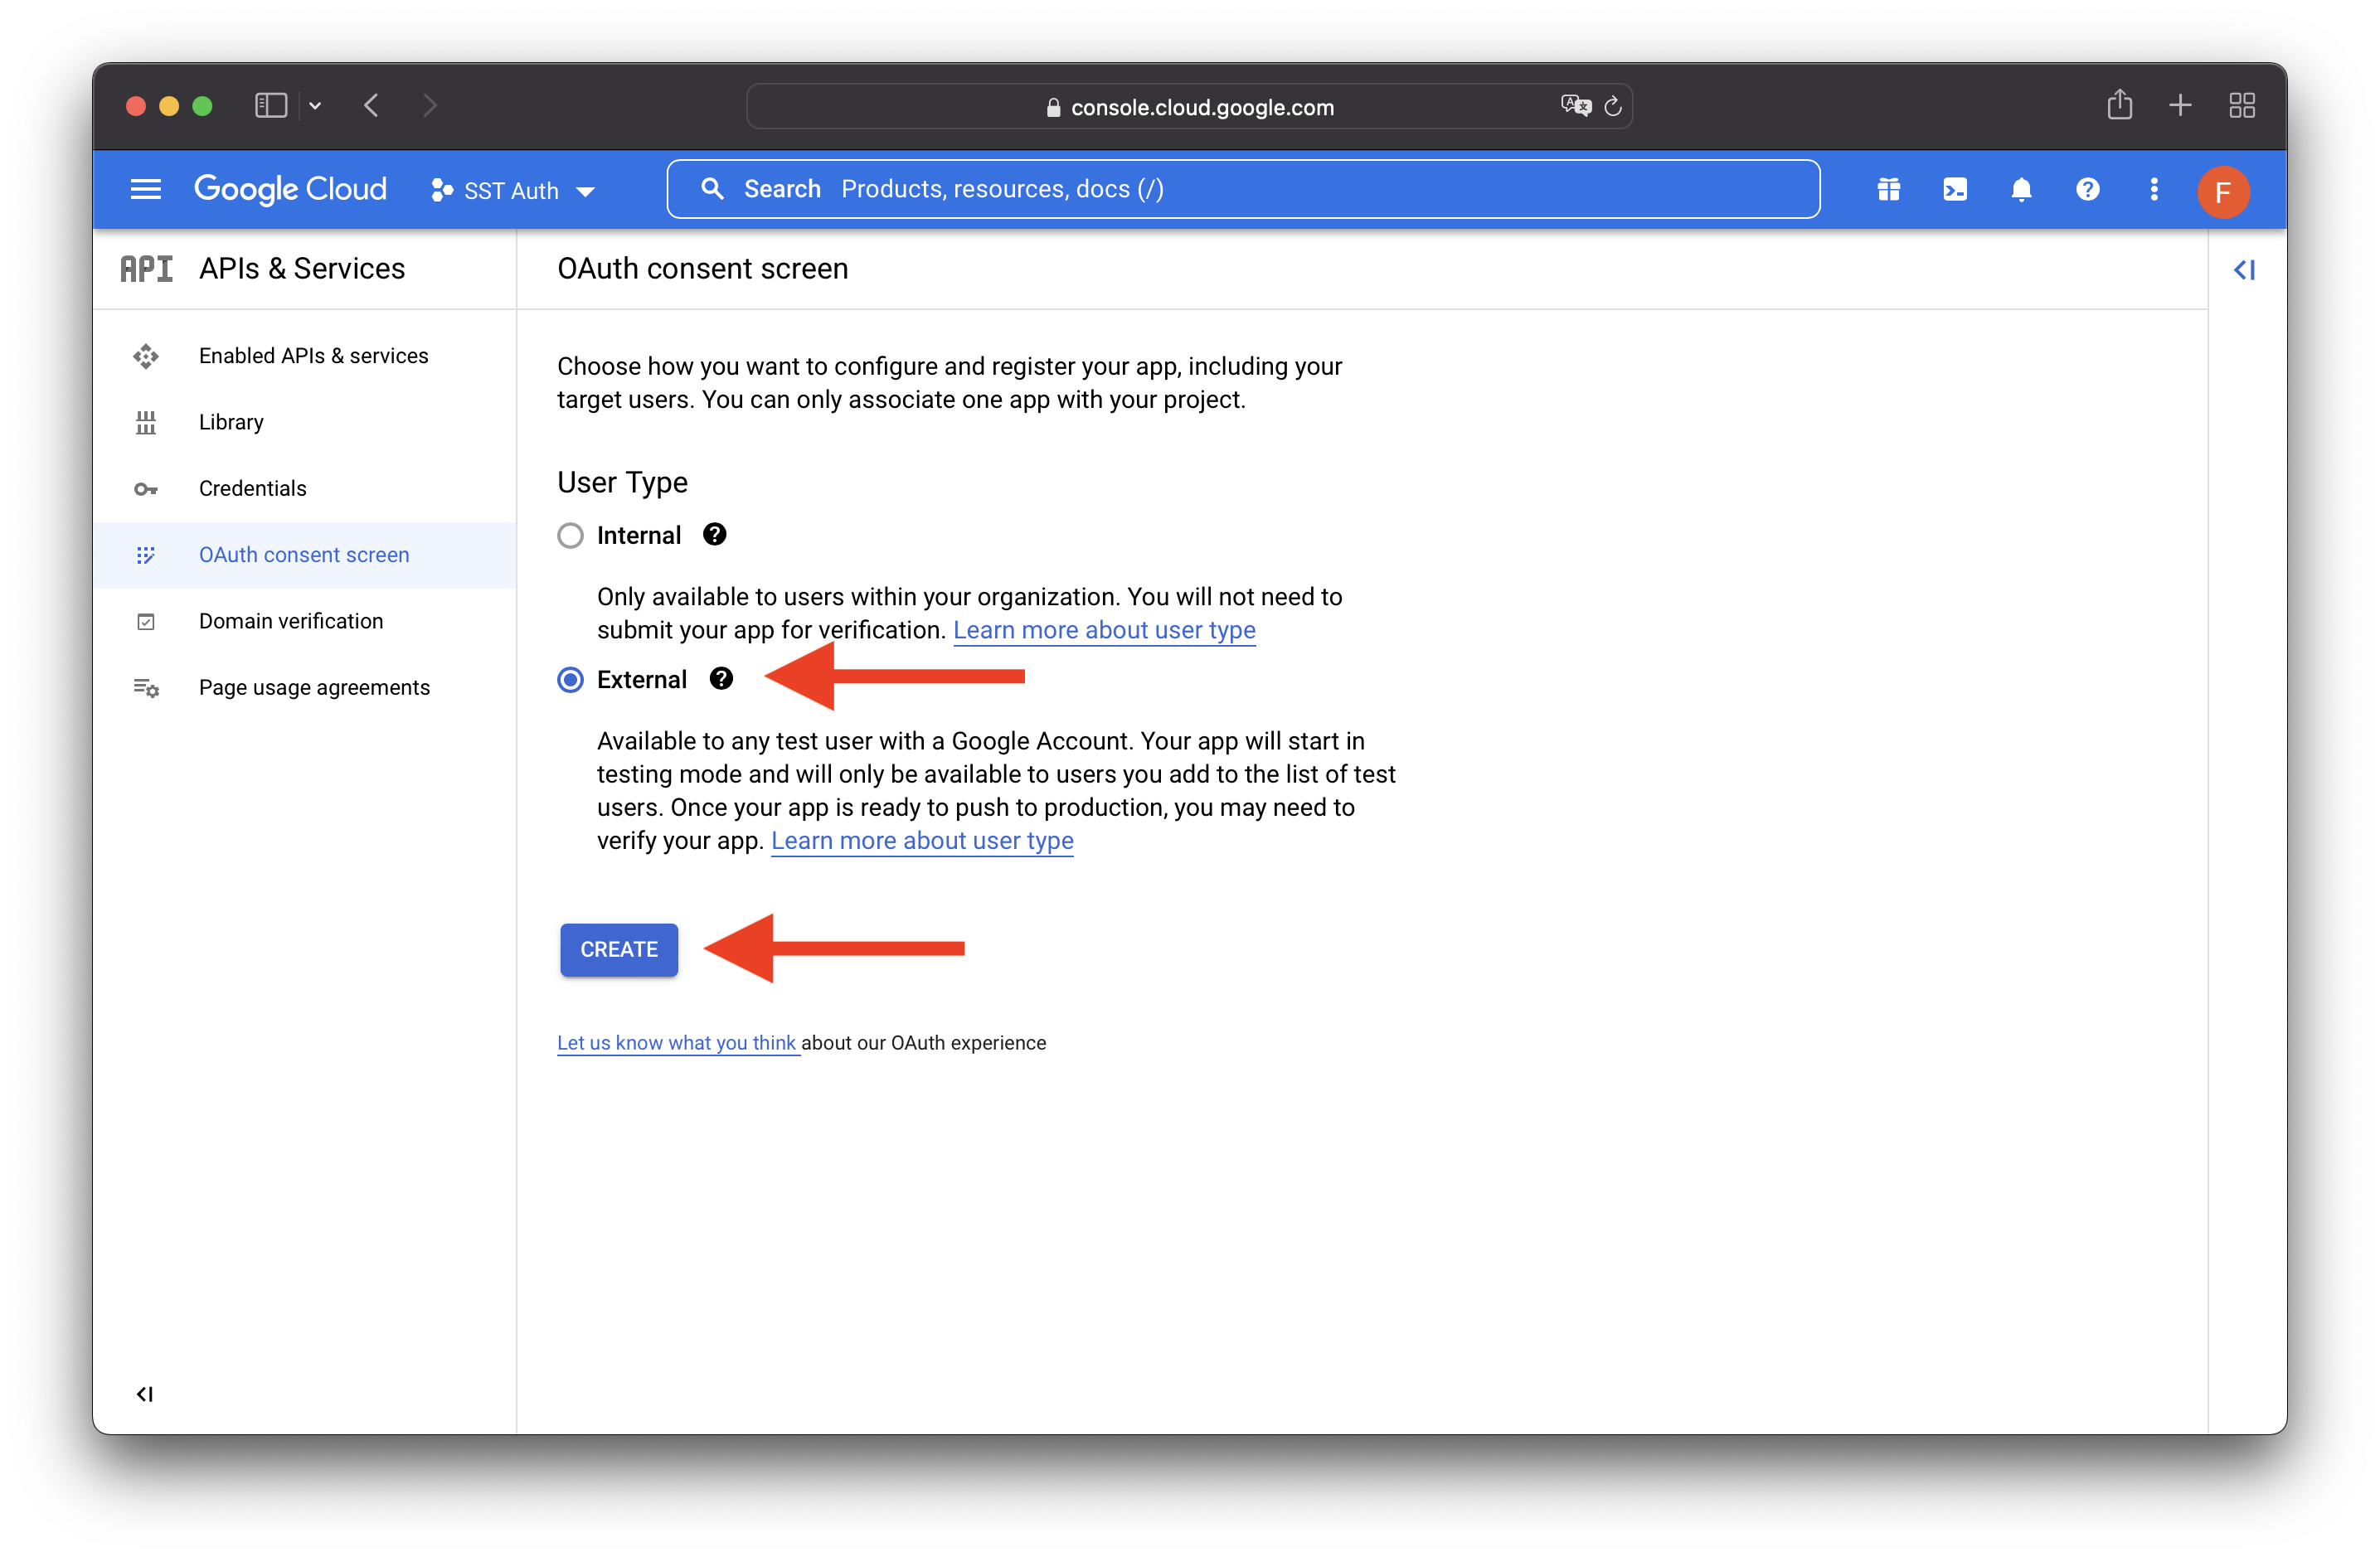 console.cloud.google.com
Google Cloud
SST Auth
Search Products, resources, docs (/)
F
API APIs & Services
OAuth consent screen
Enabled APIs & services
Library
Credentials
OAuth consent screen
Domain verification
Page usage agreements
Choose how you want to configure and register your app, including your
target users. You can only associate one app with your project.
User Type
Internal
Only available to users within your organization. You will not need to
submit your app for verification. Learn more about user type
External
Available to any test user with a Google Account. Your app will start in
testing mode and will only be available to users you add to the list of test
users. Once your app is ready to push to production, you may need to
verify your app. Learn more about user type
CREATE
Let us know what you think about our OAuth experience